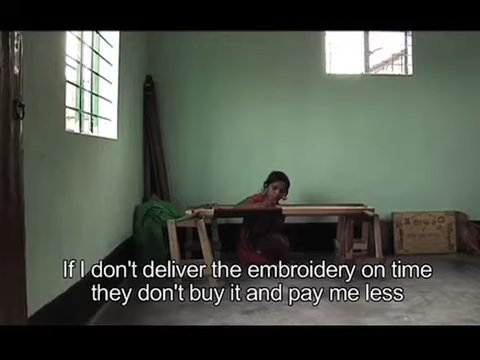 If I don't deliver the embroidery on time
they don't buy it and pay me less